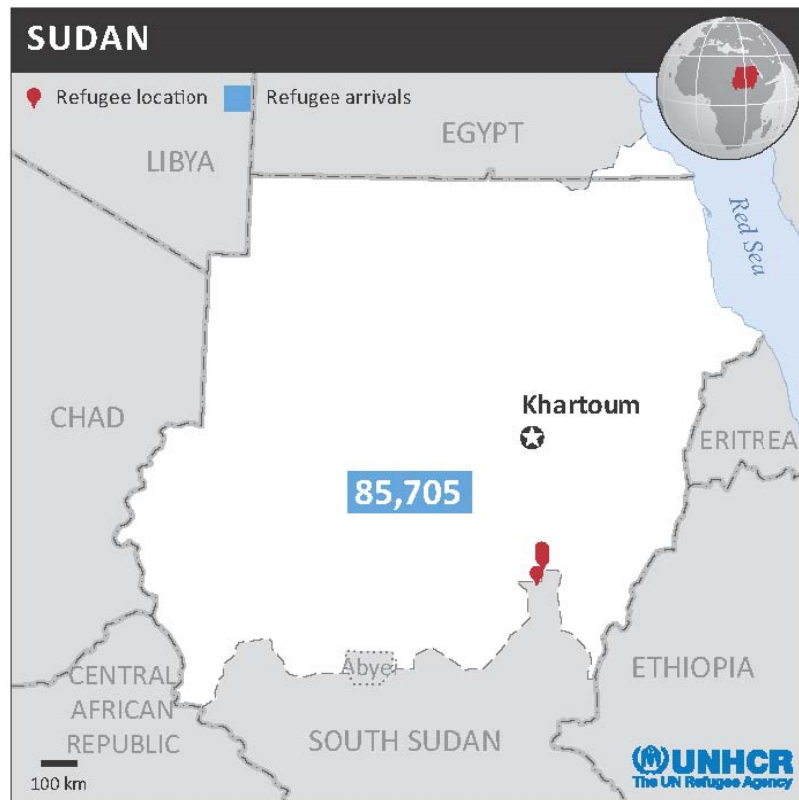 SUDAN
Refugee location
Refugee arrivals
EGYPT
LIBYA
Red Sea
Khartoum
CHAD
ERITREA
85,705
Abye
ETHIOPIA
CENTRAL
AFRICAN
REPUBLIC
SOUTH SUDAN
100 km
UNHCR
The UN Refugee Agency